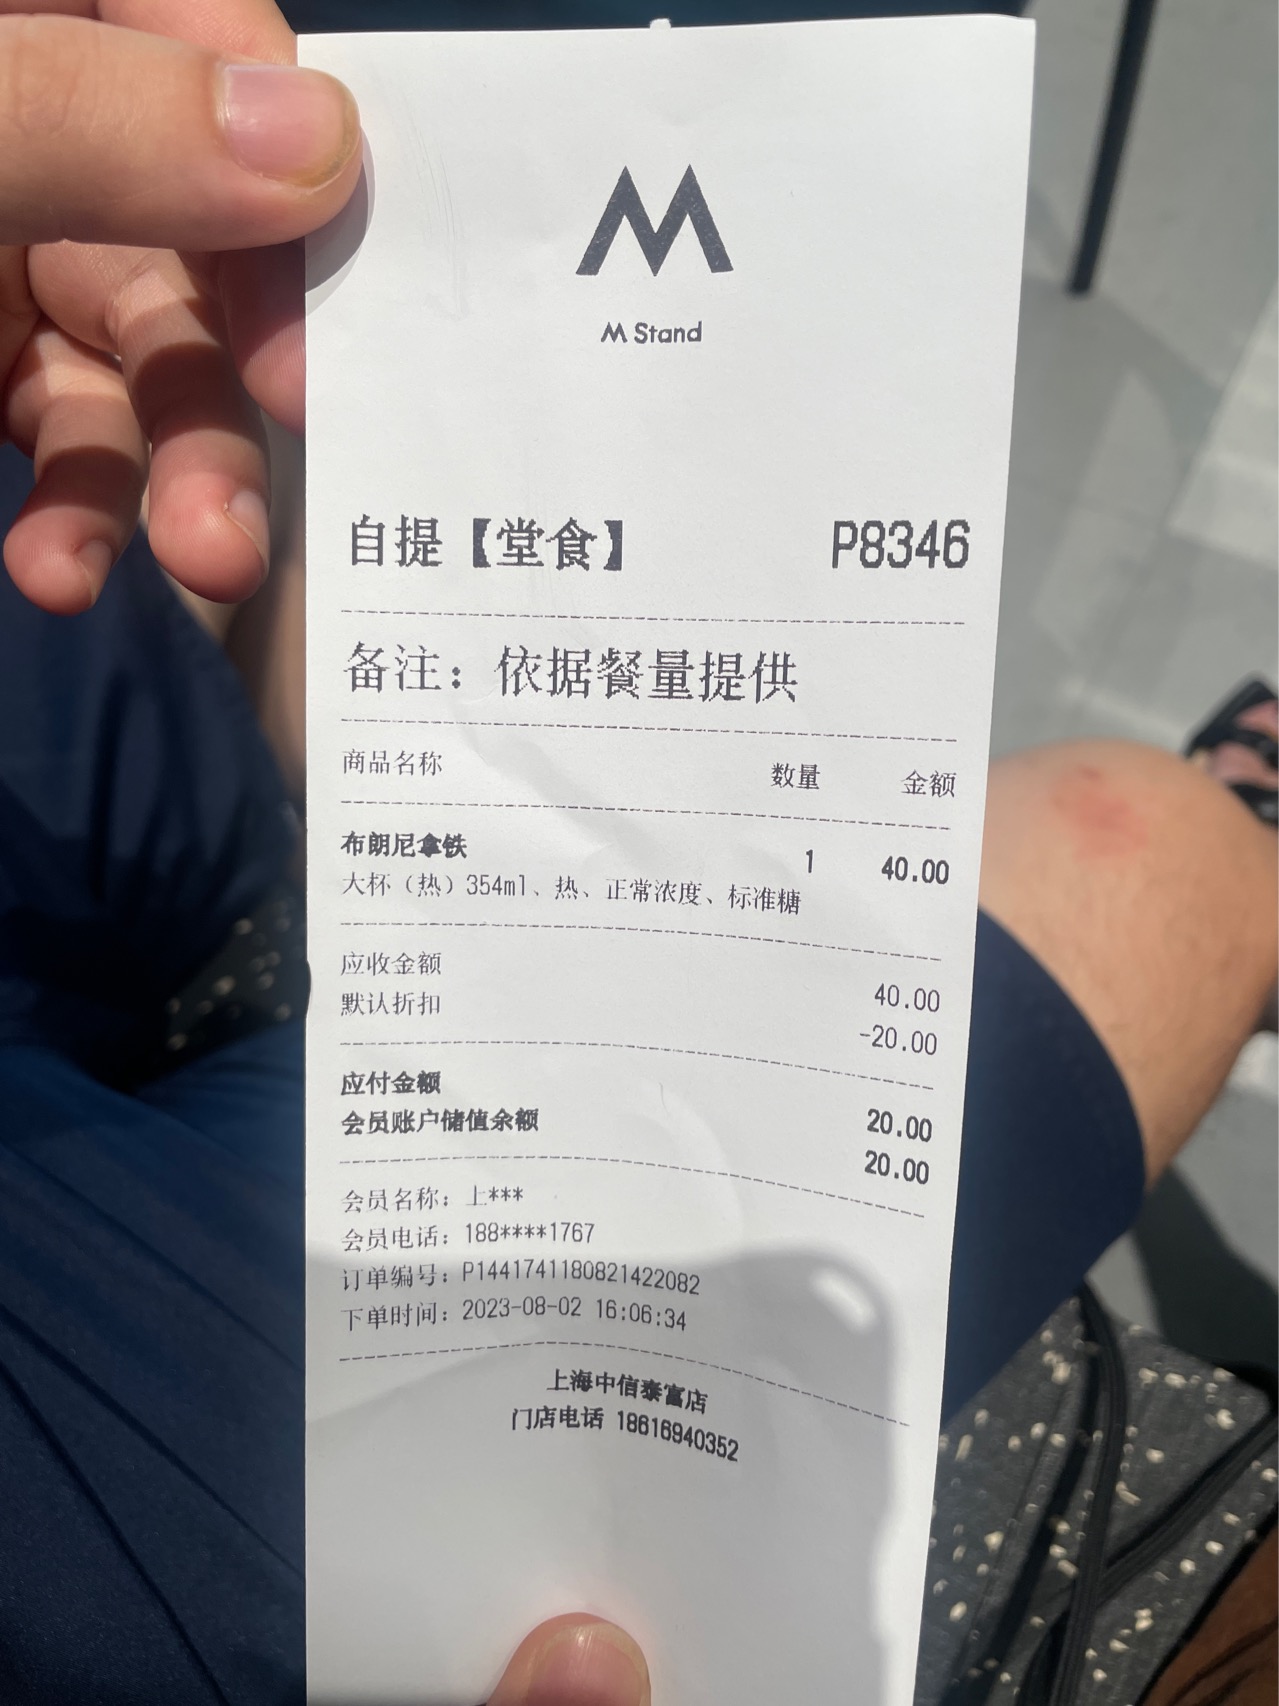 M Stand
自提【堂食】 P8346
备注：依据餐量提供
商品名称 数量 金额
布朗尼拿铁 1 40.00
大杯（热）354ml、热、正常浓度、标准糖
应收金额 40.00
默认折扣 -20.00
应付金额 20.00
会员账户储值余额 20.00
会员名称：上***
会员电话：188****1767
订单编号：P1441741180821422082
下单时间：2023-08-02 16:06:34
上海中信泰富店
门店电话 18616940352